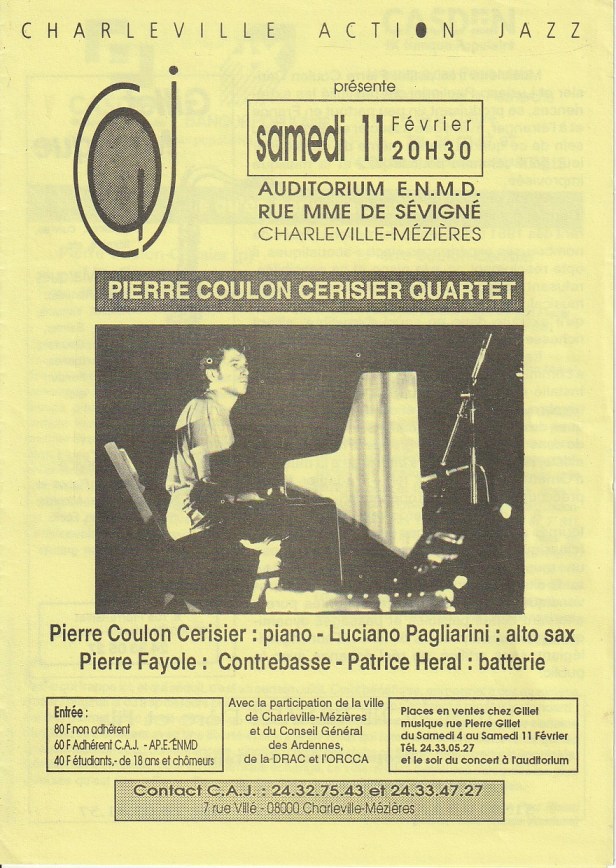 CHARLEVILLE ACTION JAZZ
CAJ
présente
samedi 11 Février
20H30
AUDITORIUM E.N.M.D.
RUE MME DE SÉVIGNÉ
CHARLEVILLE-MÉZIÈRES
PIERRE COULON CERISIER QUARTET
Pierre Coulon Cerisier : piano - Luciano Pagliarini : alto sax
Pierre Fayole : Contrebasse - Patrice Heral : batterie
Entrée :
80 F non adhérent
60 F Adhérent C.A.J. - A.P.E. ENMD
40 F étudiants,- de 18 ans et chômeurs
Avec la participation de la ville
de Charleville-Mézières
et du Conseil Général
des Ardennes,
de la DRAC et l'ORCCA
Places en ventes chez Gillet
musique rue Pierre Gillet
du Samedi 4 au Samedi 11 Février
Tél. 24.33.05.27
et le soir du concert à l'auditorium
Contact C.A.J. : 24.32.75.43 et 24.33.47.27
7 rue Villé - 08000 Charleville-Mézières